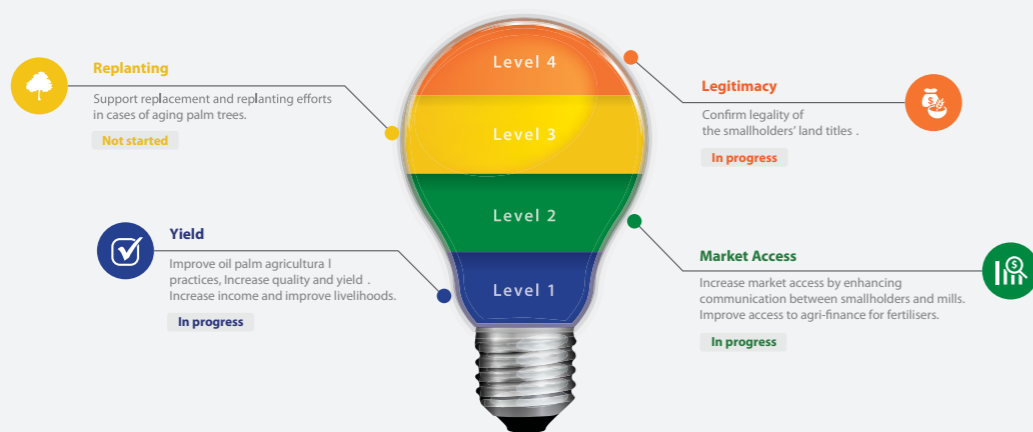 Level 4
Replanting
Support replacement and replanting efforts
in cases of aging palm trees.
Not started
Legitimacy
Confirm legality of
the smallholders' land titles .
In progress
Level 3
Level 2
Yield
Improve oil palm agricultura l
practices, Increase quality and yield .
Increase income and improve livelihoods.
In progress
Market Access
Increase market access by enhancing
communication between smallholders and mills.
Improve access to agri-finance for fertilisers.
In progress
Level 1